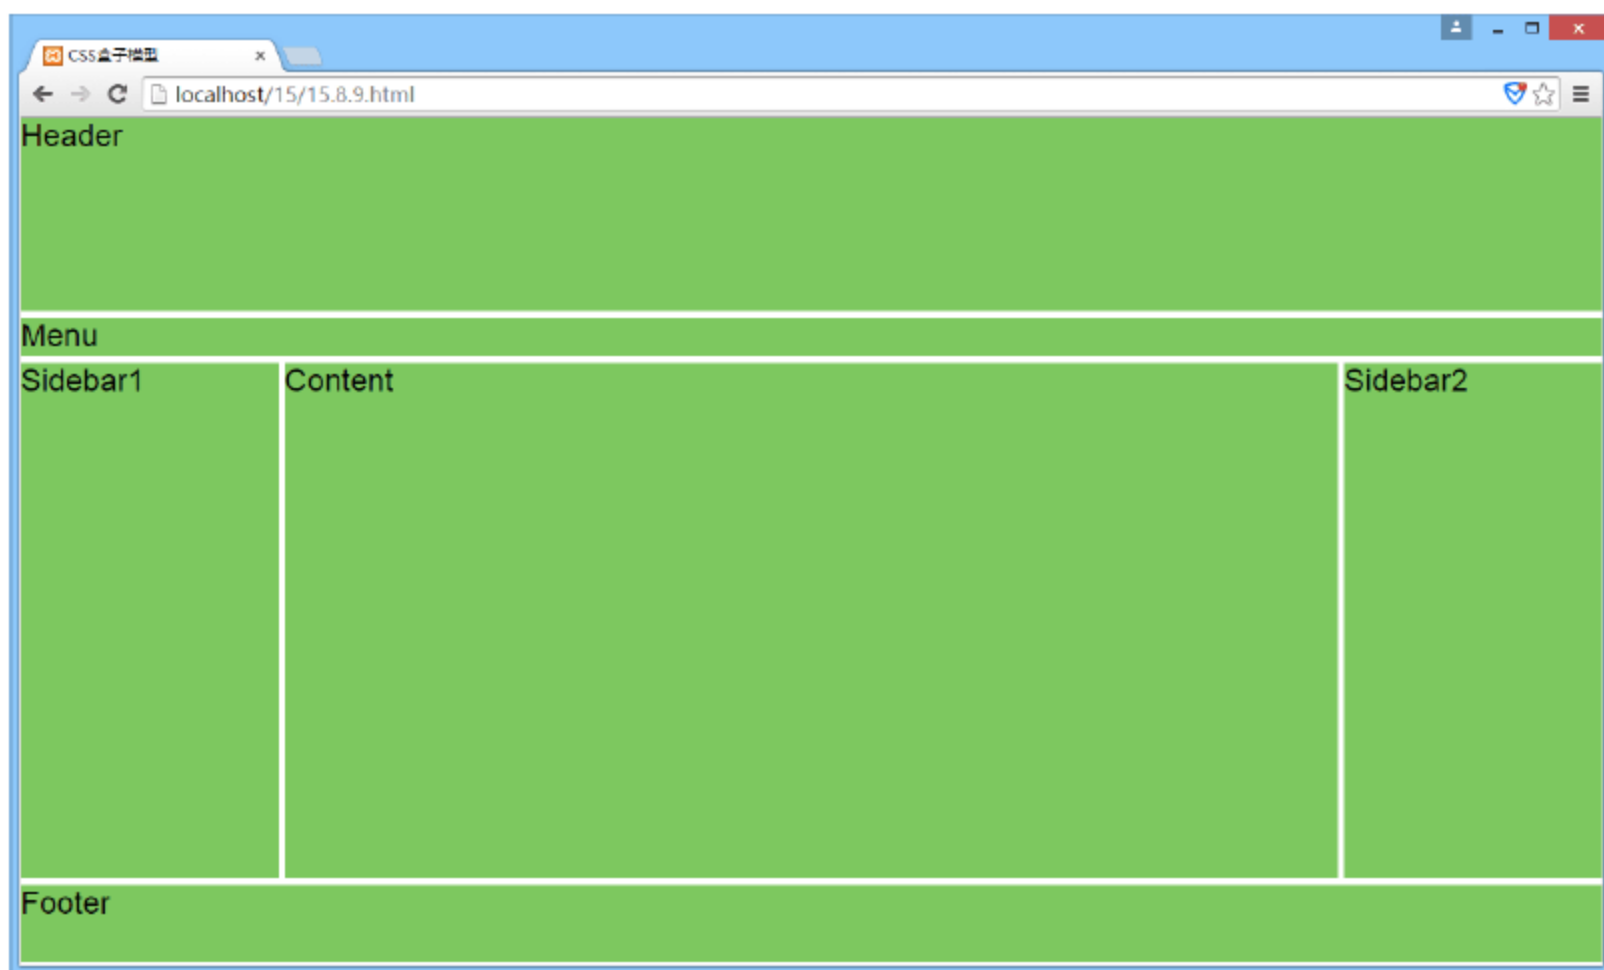 CSS盒子模型
localhost/15/15.8.9.html
Header
Menu
Sidebar1
Content
Sidebar2
Footer